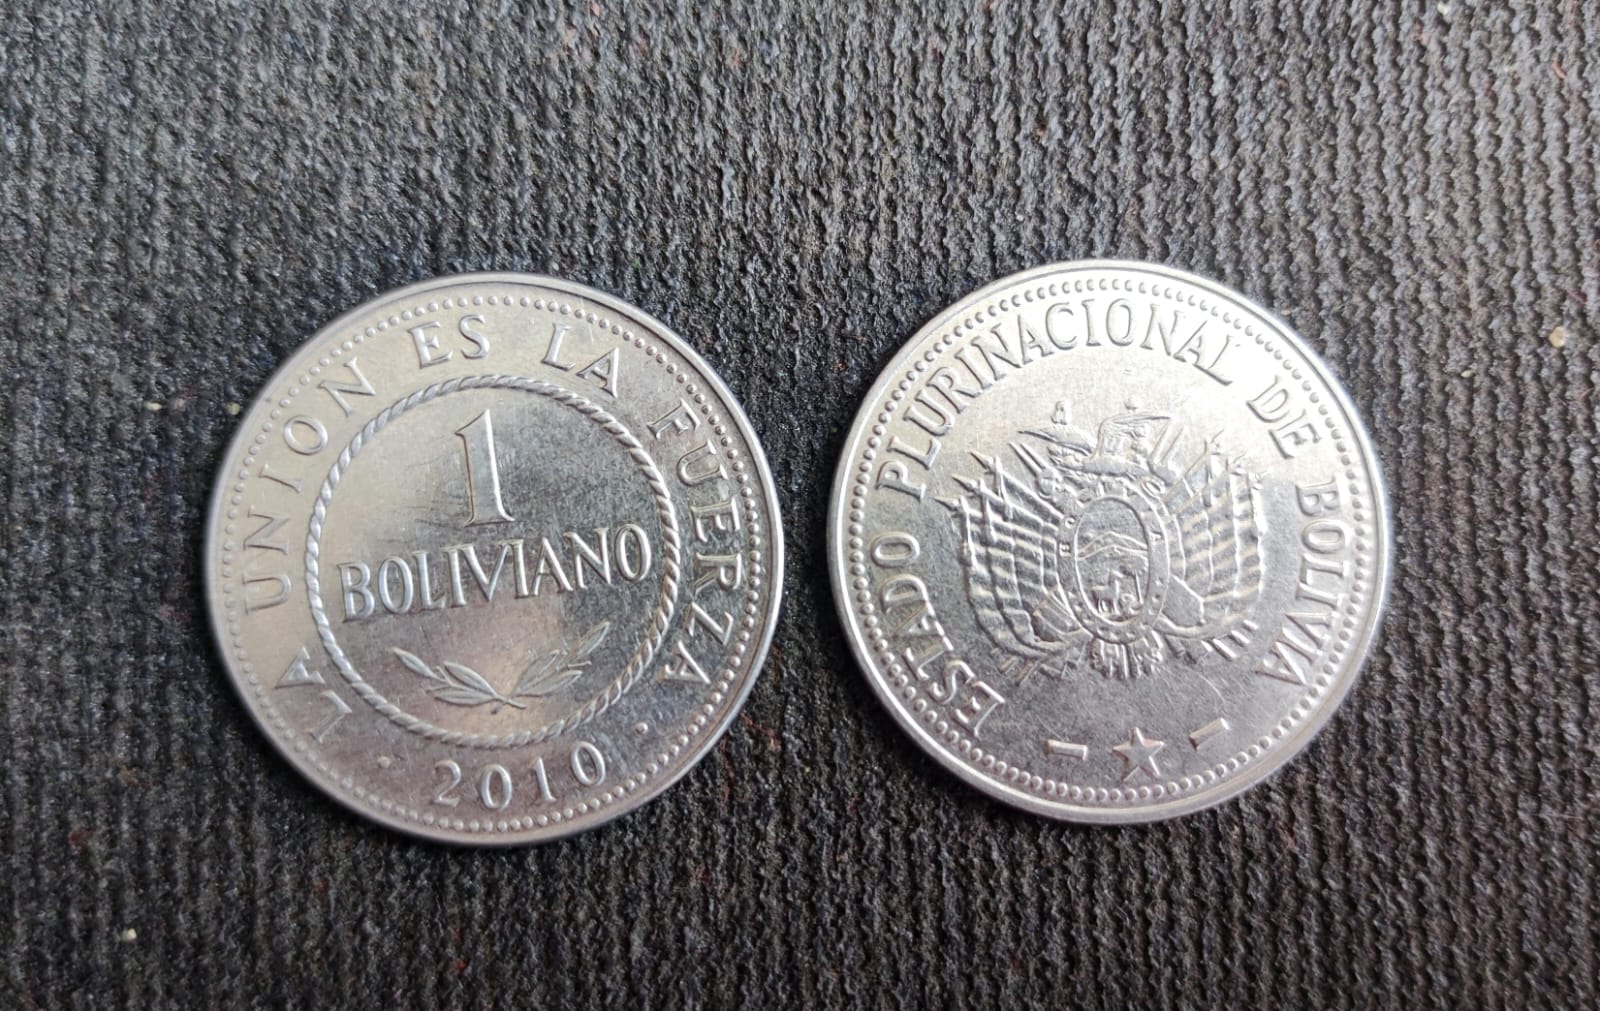 LA UNION ES LA FUERZA
1
BOLIVIANO
· 2010 ·
ESTADO PLURINACIONAL DE BOLIVIA